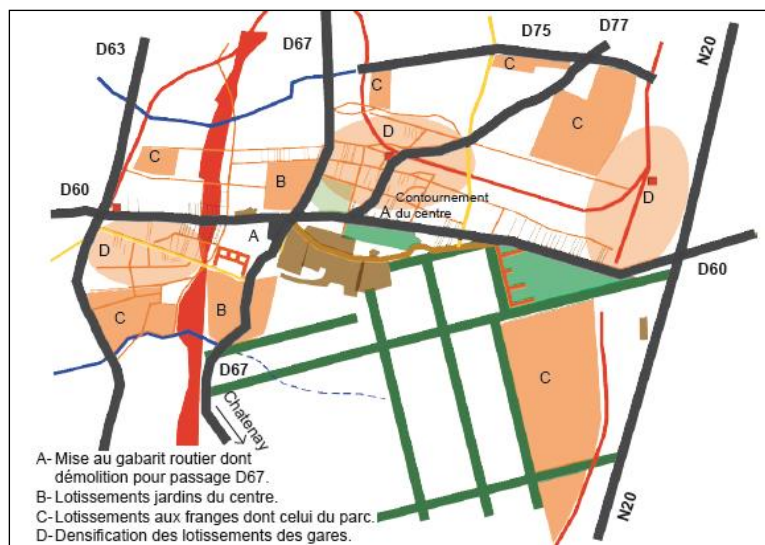 D63
D67
D75
D77
N20
C
C
D
C
C
B
D60
A
Contournement
du centre
D
A
D
D60
C
B
C
D67
Chatenay
N20
A- Mise au gabarit routier dont
démolition pour passage D67.
B- Lotissements jardins du centre.
C- Lotissements aux franges dont celui du parc.
D- Densification des lotissements des gares.